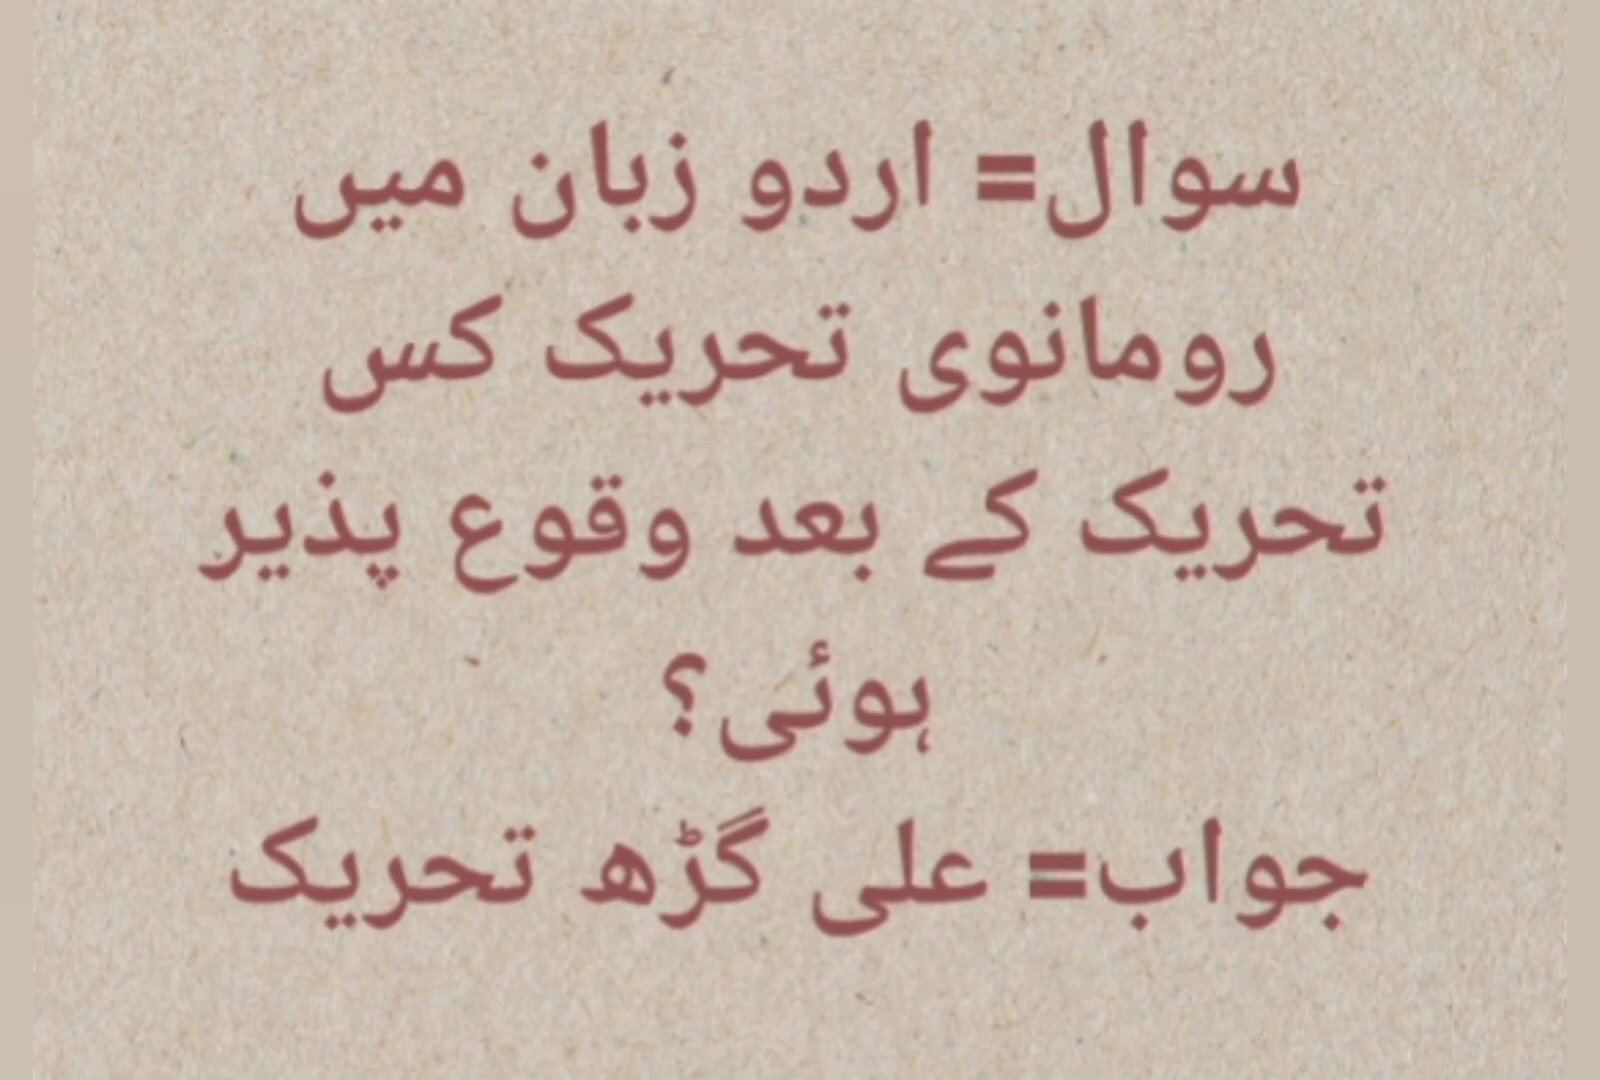 سوال= اردو زبان میں
رومانوی تحریک کس
تحریک کے بعد وقوع پذیر
ہوئی؟
جواب= علی گڑھ تحریک